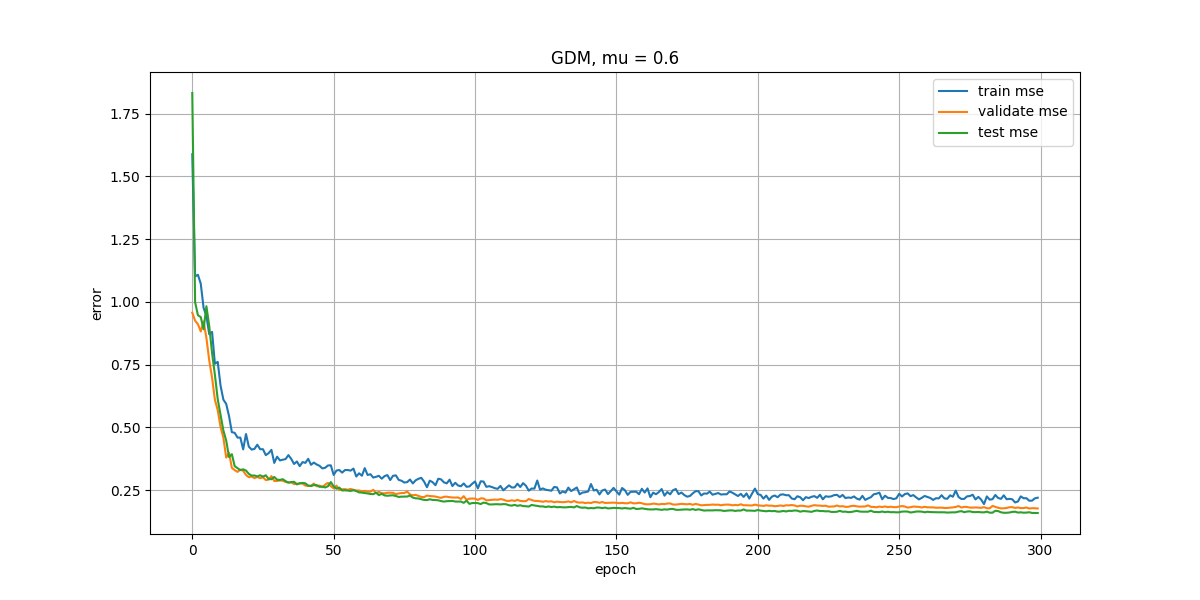 GDM, mu = 0.6
train mse
validate mse
test mse
1.75
1.50
1.25
1.00
0.75
0.50
0.25
error
0 50 100 150 200 250 300
epoch